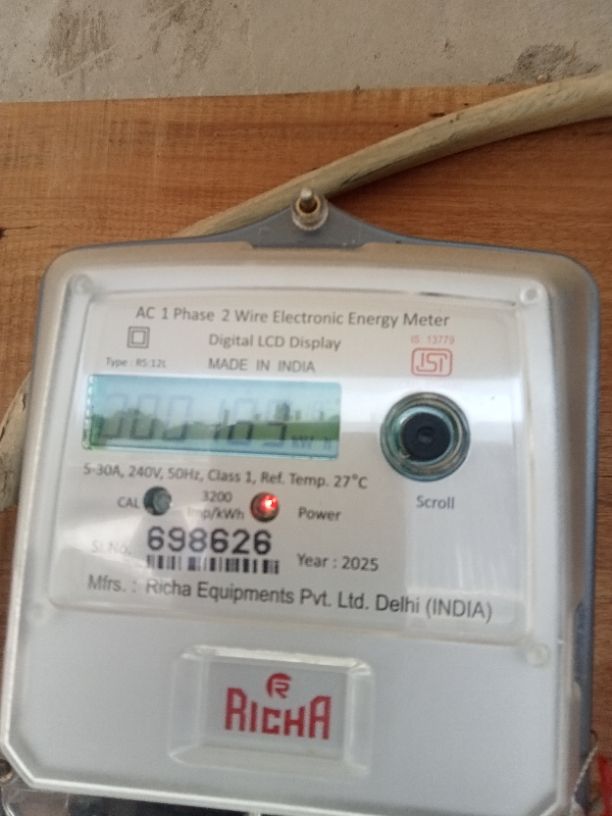 AC 1 Phase 2 Wire Electronic Energy Meter
Digital LCD Display
IS 13779
Type : RS-12L
MADE IN INDIA
ISI
kW h
5-30A, 240V, 50Hz, Class 1, Ref. Temp. 27°C
CAL
3200
Imp/kWh
Power
Scroll
Sl.No.
698626
Year : 2025
Mfrs. : Richa Equipments Pvt. Ltd. Delhi (INDIA)
R
RICHA